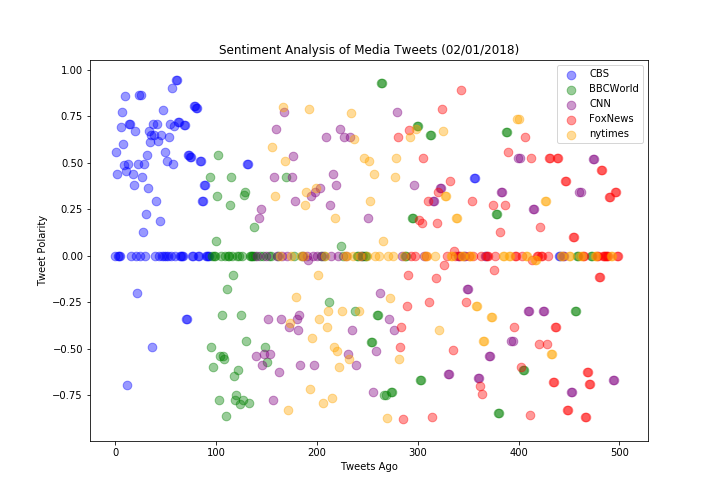 Sentiment Analysis of Media Tweets (02/01/2018)
CBS
BBCWorld
CNN
FoxNews
nytimes
Tweet Polarity
1.00
0.75
0.50
0.25
0.00
−0.25
−0.50
−0.75
0 100 200 300 400 500
Tweets Ago